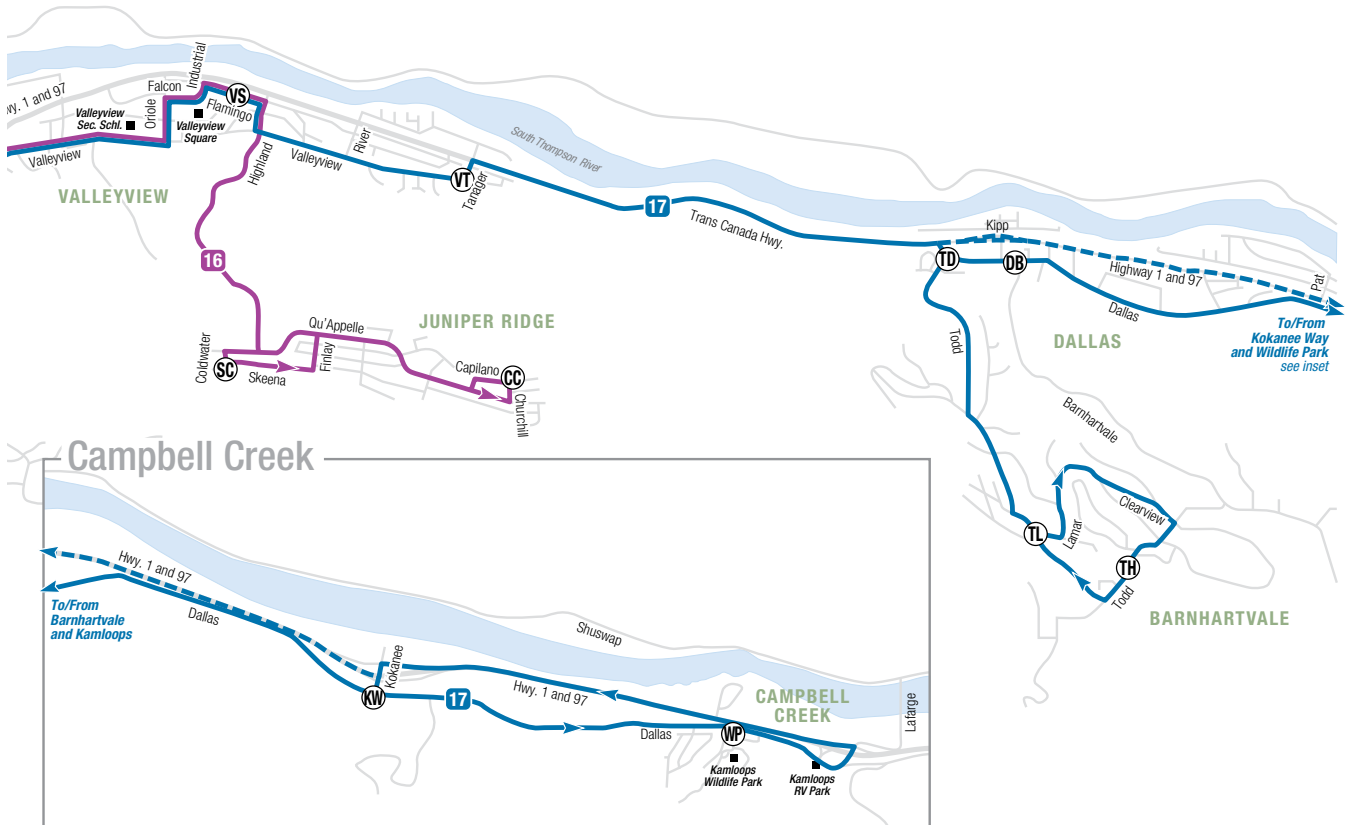 Industrial
Falcon
VS
Hwy. 1 and 97
Oriole
Flamingo
Valleyview
Sec. Schl.
Valleyview
Square
Valleyview
Highland
Valleyview
River
VT
Tanager
South Thompson River
VALLEYVIEW
17
Trans Canada Hwy.
Kipp
16
TD
DB
Highway 1 and 97
Pat
Dallas
To/From
Kokanee Way
and Wildlife Park
see inset
DALLAS
Todd
JUNIPER RIDGE
Qu'Appelle
Coldwater
SC
Skeena
Finlay
Capilano
CC
Churchill
Barnhartvale
Clearview
TL
Lamar
TH
Todd
BARNHARTVALE
Campbell Creek
Hwy. 1 and 97
To/From
Barnhartvale
and Kamloops
Dallas
Shuswap
Kokanee
KW
17
Hwy. 1 and 97
CAMPBELL
CREEK
Lafarge
Dallas
WP
Kamloops
Wildlife Park
Kamloops
RV Park